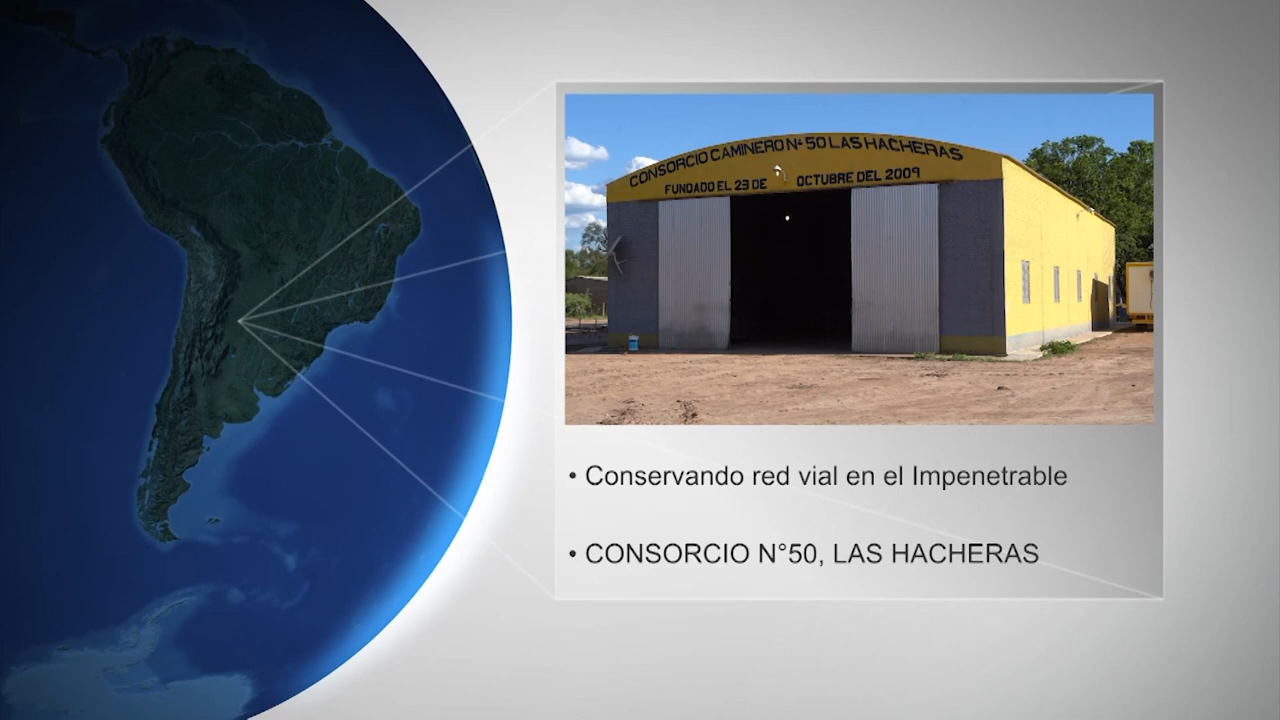 CONSORCIO CAMINERO Nº 50 LAS HACHERAS
FUNDADO EL 23 DE OCTUBRE DEL 2009
• Conservando red vial en el Impenetrable
• CONSORCIO N°50, LAS HACHERAS